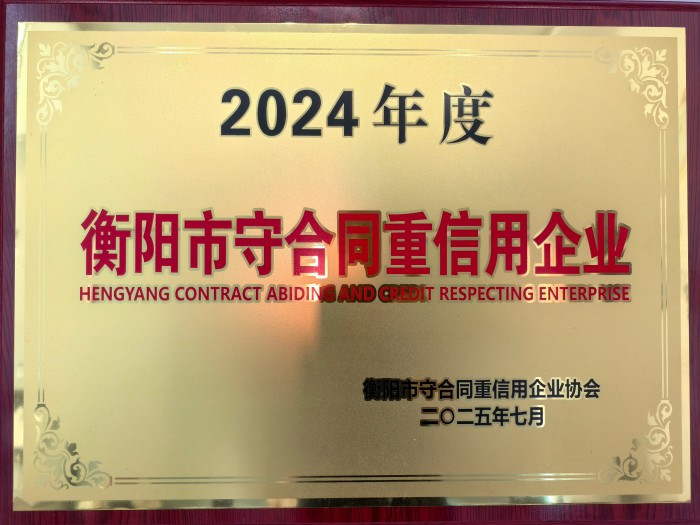 2024年度
衡阳市守合同重信用企业
HENGYANG CONTRACT ABIDING AND CREDIT RESPECTING ENTERPRISE
衡阳市守合同重信用企业协会
二〇二五年七月